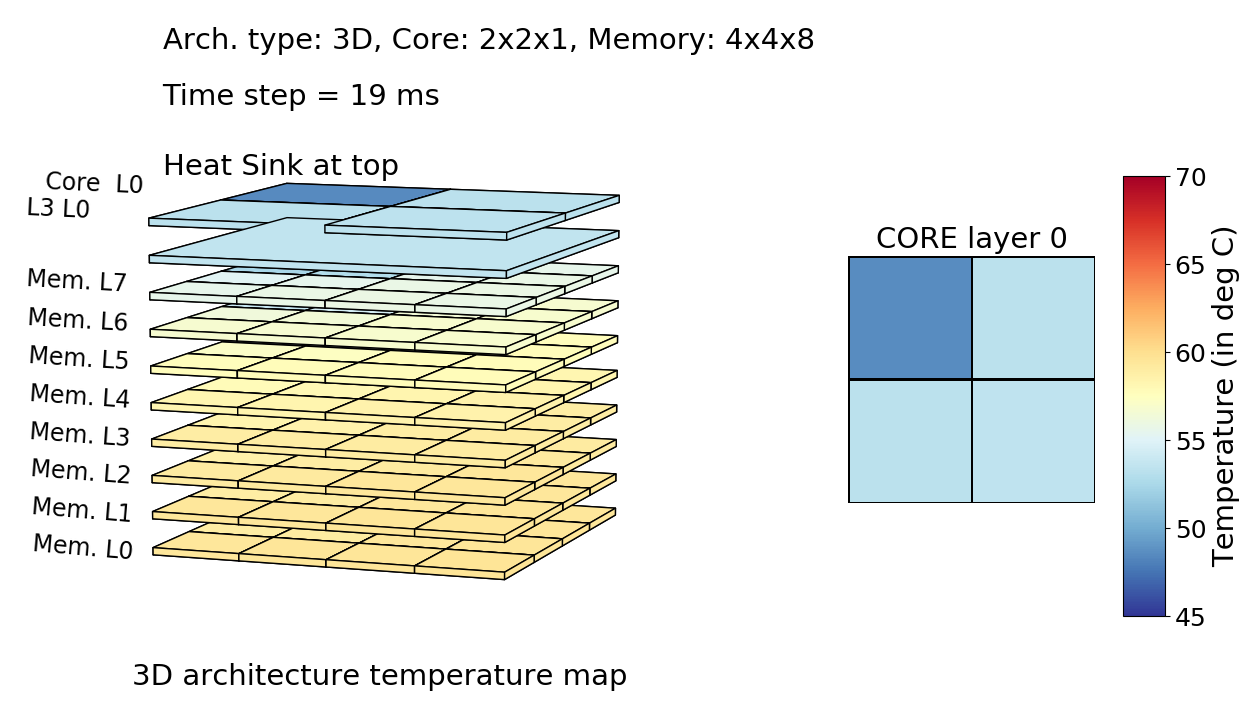 Arch. type: 3D, Core: 2x2x1, Memory: 4x4x8
Time step = 19 ms
Heat Sink at top
Core  L0
L3 L0
Mem. L7
Mem. L6
Mem. L5
Mem. L4
Mem. L3
Mem. L2
Mem. L1
Mem. L0
3D architecture temperature map
CORE layer 0
70
65
60
55
50
45
Temperature (in deg C)